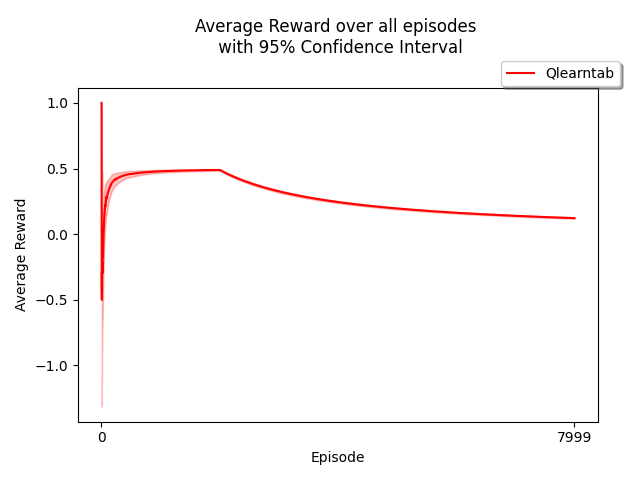 Average Reward over all episodes
with 95% Confidence Interval
Qlearntab
1.0
0.5
0.0
−0.5
−1.0
Average Reward
0
7999
Episode